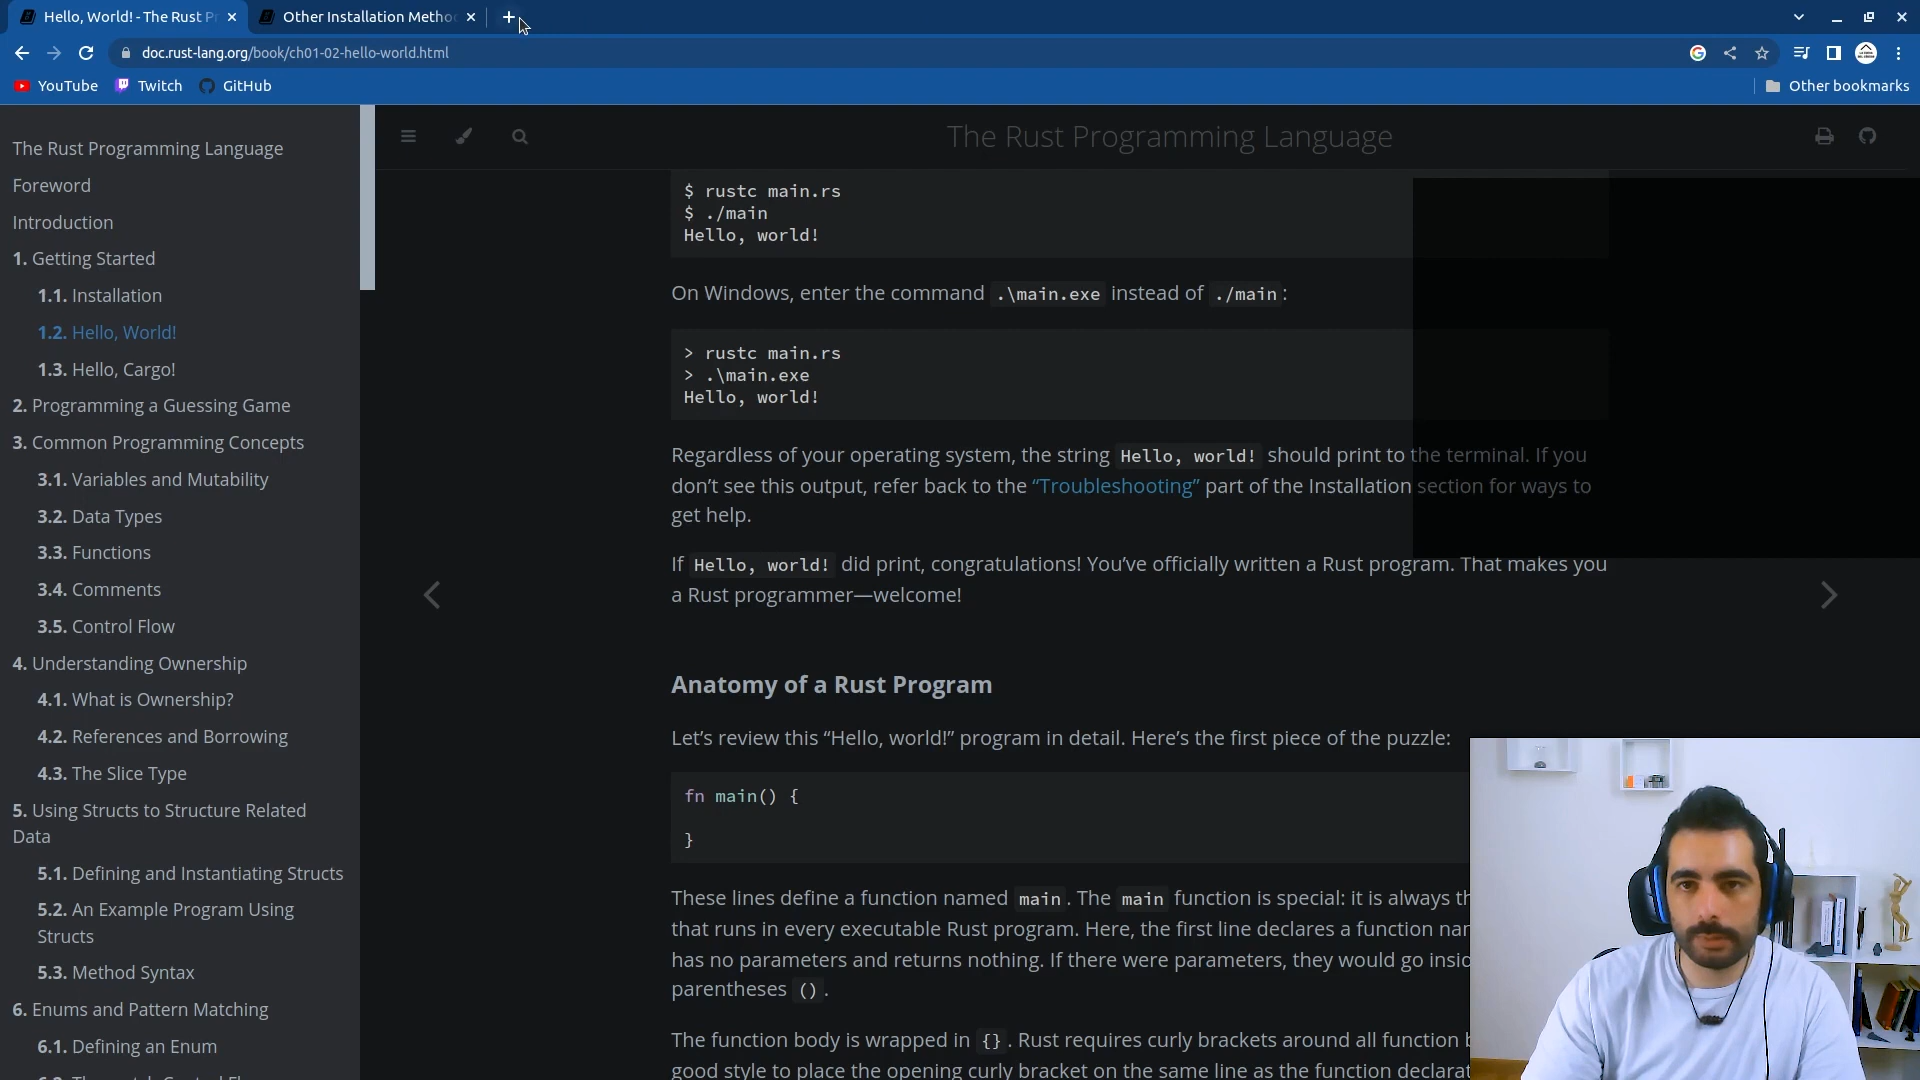 Hello, World! - The Rust P
Other Installation Metho
doc.rust-lang.org/book/ch01-02-hello-world.html
YouTube
Twitch
GitHub
Other bookmarks
The Rust Programming Language
Foreword
Introduction
1. Getting Started
1.1. Installation
1.2. Hello, World!
1.3. Hello, Cargo!
2. Programming a Guessing Game
3. Common Programming Concepts
3.1. Variables and Mutability
3.2. Data Types
3.3. Functions
3.4. Comments
3.5. Control Flow
4. Understanding Ownership
4.1. What is Ownership?
4.2. References and Borrowing
4.3. The Slice Type
5. Using Structs to Structure Related
Data
5.1. Defining and Instantiating Structs
5.2. An Example Program Using
Structs
5.3. Method Syntax
6. Enums and Pattern Matching
6.1. Defining an Enum
The Rust Programming Language
$ rustc main.rs
$ ./main
Hello, world!
On Windows, enter the command .\main.exe instead of ./main:
> rustc main.rs
> .\main.exe
Hello, world!
Regardless of your operating system, the string Hello, world! should print to the terminal. If you
don’t see this output, refer back to the “Troubleshooting” part of the Installation section for ways to
get help.
If Hello, world! did print, congratulations! You’ve officially written a Rust program. That makes you
a Rust programmer—welcome!
Anatomy of a Rust Program
Let’s review this “Hello, world!” program in detail. Here’s the first piece of the puzzle:
fn main() {
}
These lines define a function named main. The main function is special: it is always th
that runs in every executable Rust program. Here, the first line declares a function nar
has no parameters and returns nothing. If there were parameters, they would go insid
parentheses ().
The function body is wrapped in {}. Rust requires curly brackets around all function b
good style to place the opening curly bracket on the same line as the function declarat